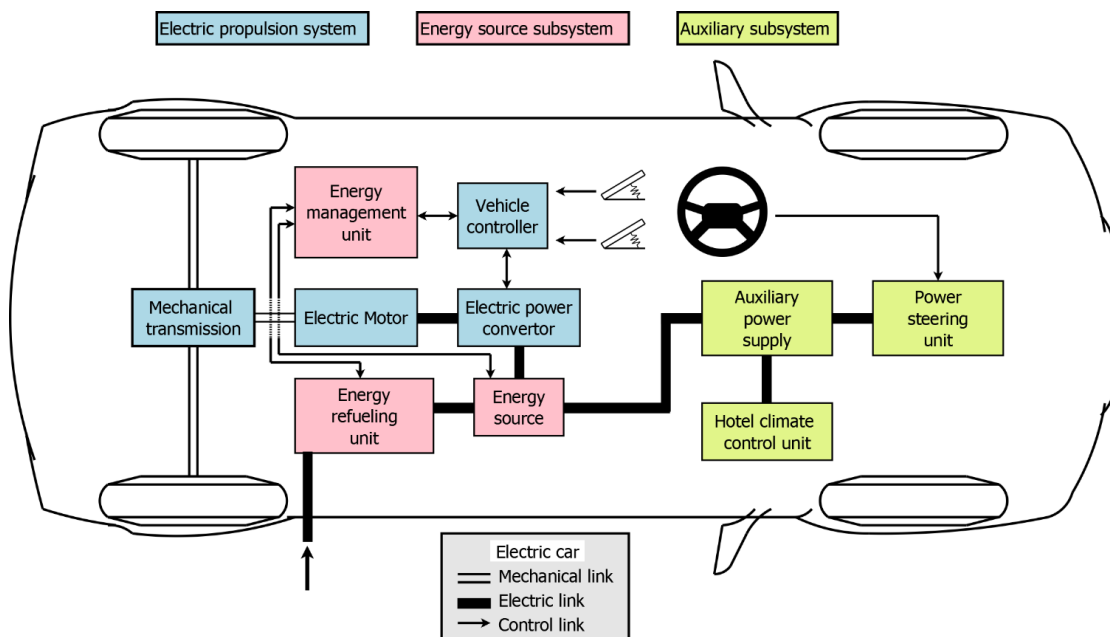 Electric propulsion system
Energy source subsystem
Auxiliary subsystem
Energy
management
unit
Vehicle
controller
Mechanical
transmission
Electric Motor
Electric power
convertor
Auxiliary
power
supply
Power
steering
unit
Energy
refueling
unit
Energy
source
Hotel climate
control unit
Electric car
Mechanical link
Electric link
Control link